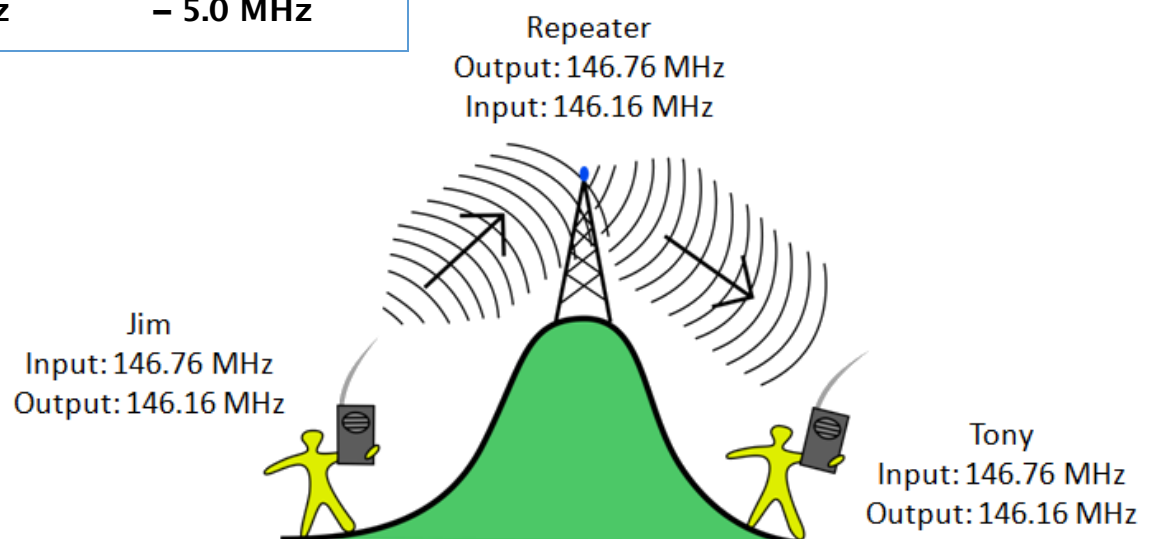 – 5.0 MHz
Repeater
Output: 146.76 MHz
Input: 146.16 MHz
Jim
Input: 146.76 MHz
Output: 146.16 MHz
Tony
Input: 146.76 MHz
Output: 146.16 MHz